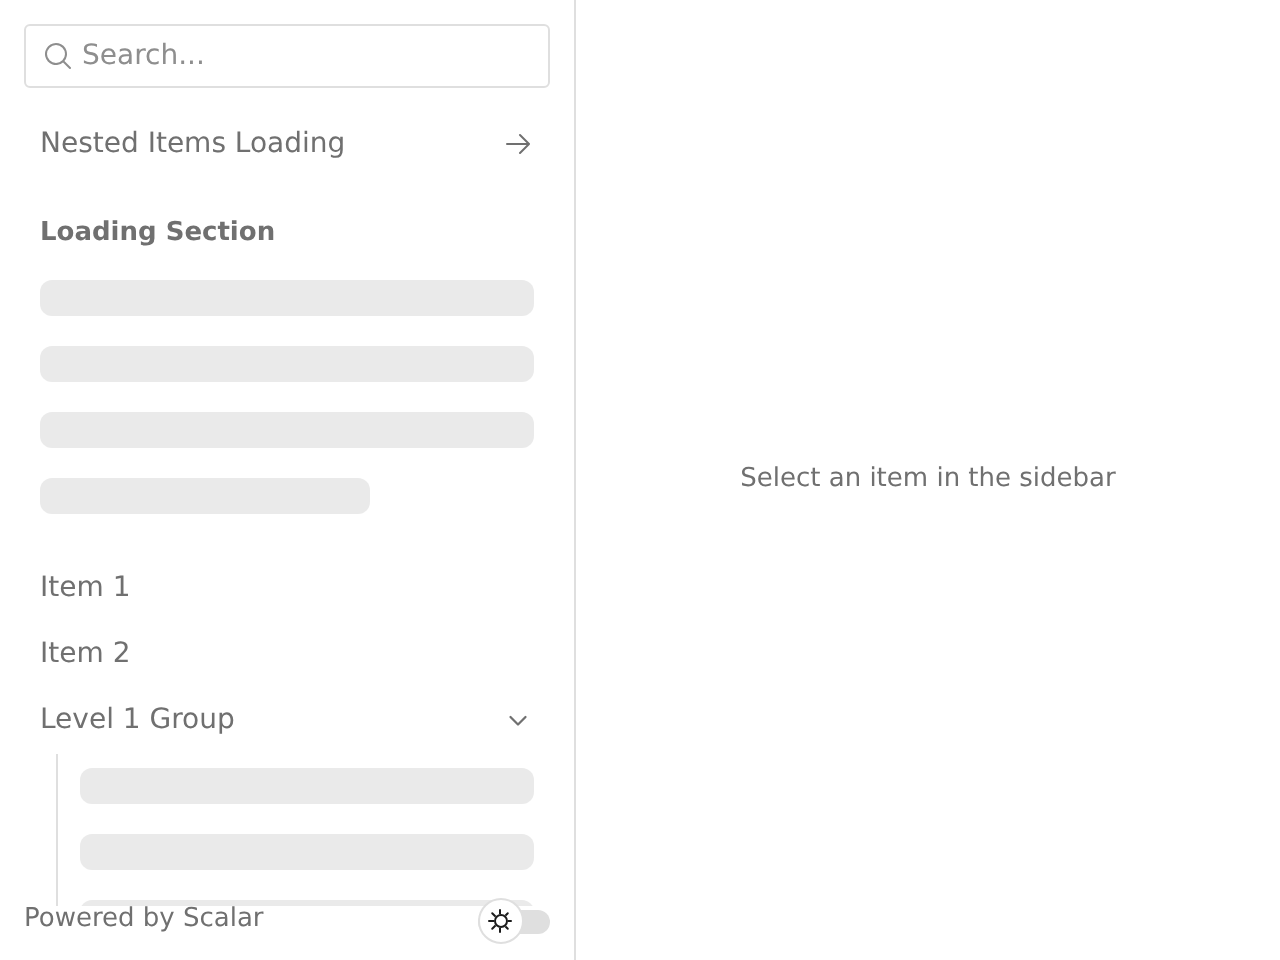 Search...
Nested Items Loading
Loading Section
Item 1
Item 2
Level 1 Group
Powered by Scalar
Select an item in the sidebar